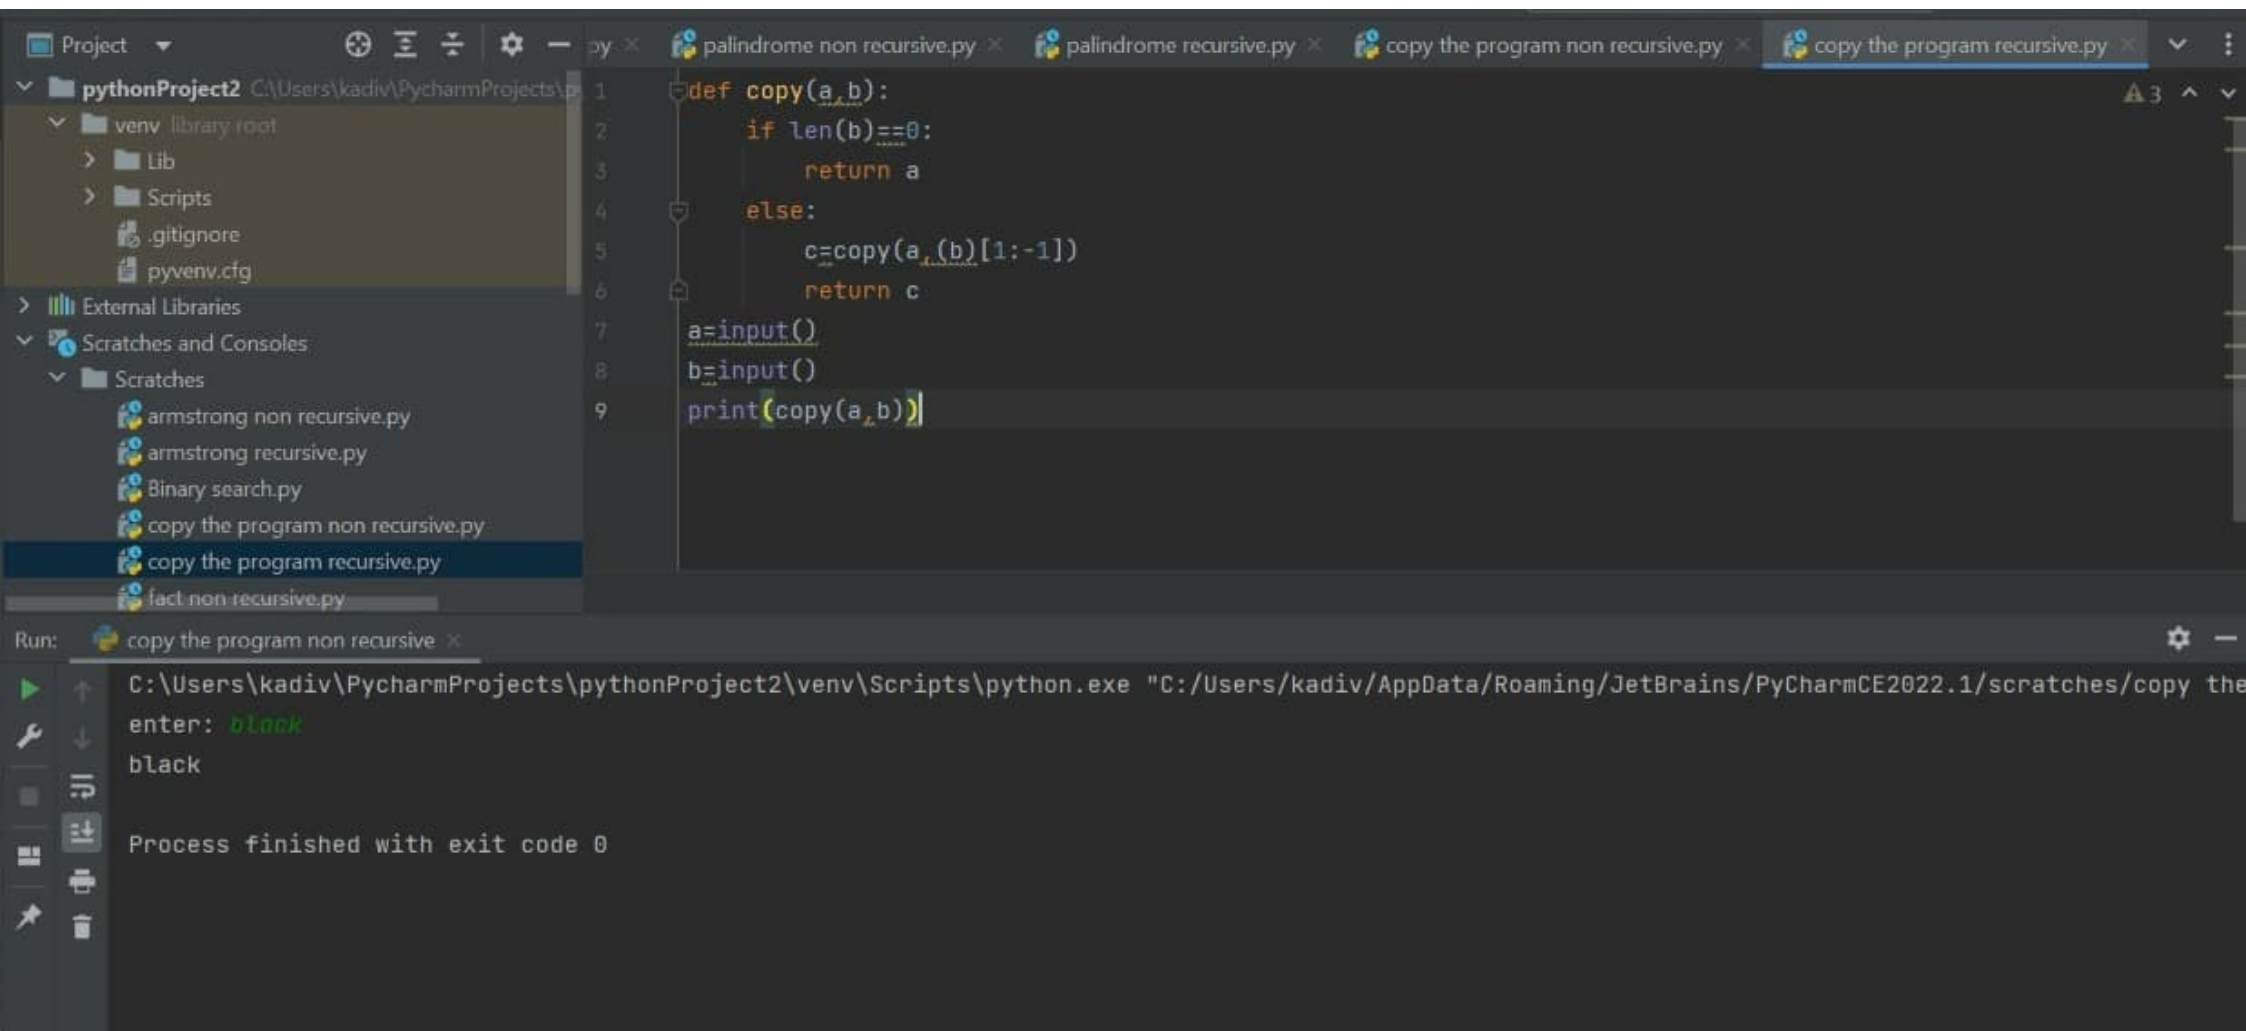 Project
py
palindrome non recursive.py
palindrome recursive.py
copy the program non recursive.py
copy the program recursive.py
pythonProject2 C:\Users\kadiv\PycharmProjects\p
venv library root
Lib
Scripts
.gitignore
pyvenv.cfg
External Libraries
Scratches and Consoles
Scratches
armstrong non recursive.py
armstrong recursive.py
Binary search.py
copy the program non recursive.py
copy the program recursive.py
fact non recursive.py
1 def copy(a,b):
2 if len(b)==0:
3 return a
4 else:
5 c=copy(a,(b)[1:-1])
6 return c
7 a=input()
8 b=input()
9 print(copy(a,b))
3
Run: copy the program non recursive
C:\Users\kadiv\PycharmProjects\pythonProject2\venv\Scripts\python.exe "C:/Users/kadiv/AppData/Roaming/JetBrains/PyCharmCE2022.1/scratches/copy the
enter: black
black
Process finished with exit code 0